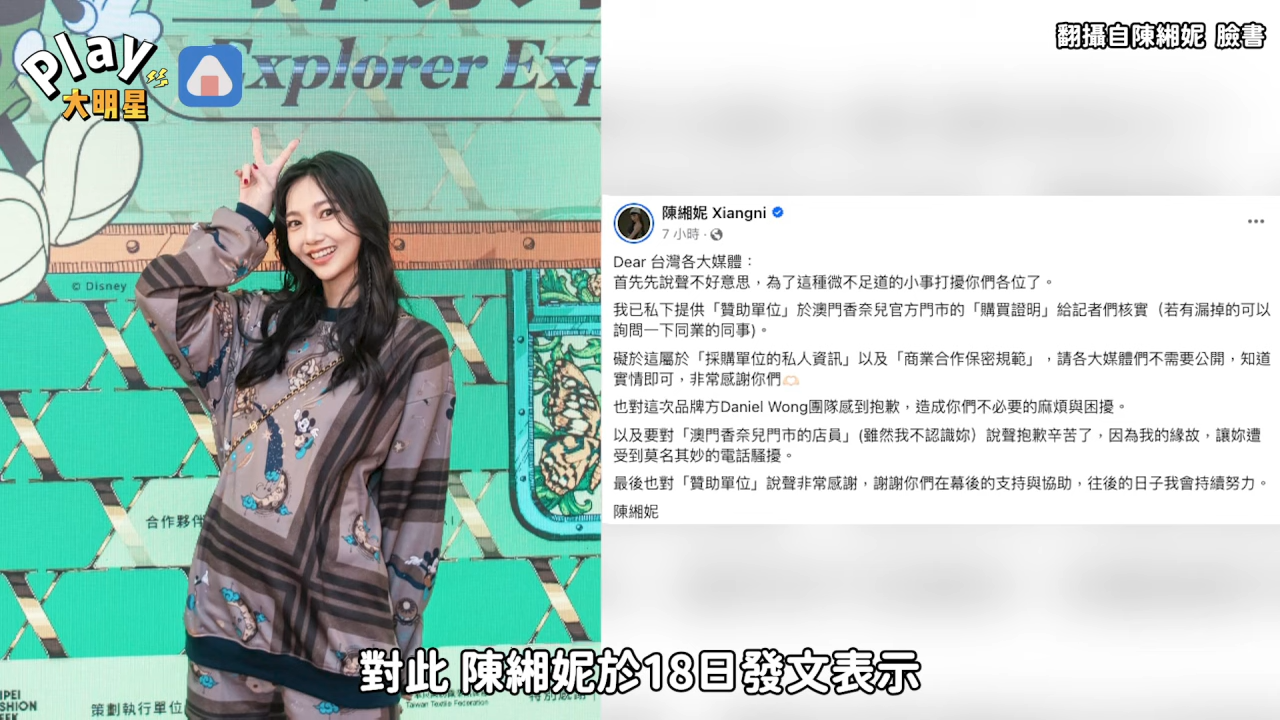 Play
大明星
Explorer Exp
翻攝自陳緗妮 臉書
© Disney
陳緗妮 Xiangni
7 小時
Dear 台灣各大媒體：
首先先說聲不好意思，為了這種微不足道的小事打擾你們各位了。
我已私下提供「贊助單位」於澳門香奈兒官方門市的「購買證明」給記者們核實（若有漏掉的可以
詢問一下同業的同事)。
礙於這屬於「採購單位的私人資訊」以及「商業合作保密規範」，請各大媒體們不需要公開，知道
實情即可，非常感謝你們🫶🏻
也對這次品牌方Daniel Wong團隊感到抱歉，造成你們不必要的麻煩與困擾。
以及要對「澳門香奈兒門市的店員」(雖然我不認識妳）說聲抱歉辛苦了，因為我的緣故，讓妳遭
受到莫名其妙的電話騷擾。
最後也對「贊助單位」說聲非常感謝，謝謝你們在幕後的支持與協助，往後的日子我會持續努力。
陳緗妮
合作夥伴
對此 陳緗妮於18日發文表示
IPEI
SHION
EEK
策劃執行單位
Taiwan Textile Federation
特別感謝